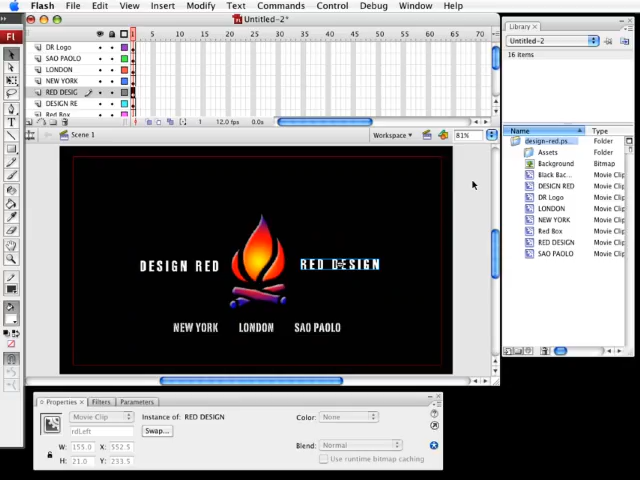 Flash File Edit View Insert Modify Text Commands Control Debug Window Help
Untitled-2*
Library ×
Untitled-2
16 items
Name Type
design-red.ps... Folder
Assets Folder
Background Bitmap
Black Bac... Movie Clip
DESIGN RED Movie Clip
DR Logo Movie Clip
LONDON Movie Clip
NEW YORK Movie Clip
Red Box Movie Clip
RED DESIGN Movie Clip
SAO PAOLO Movie Clip
1 5 10 15 20 25 30 35 40 45 50 55 60 65 70
DR Logo
SAO PAOLO
LONDON
NEW YORK
RED DESIG
DESIGN RE
Red Box
1 12.0 fps 0.0s
Scene 1 Workspace 81%
Fl
DESIGN RED RED DESIGN
NEW YORK LONDON SAO PAOLO
Properties × Filters Parameters
Movie Clip Instance of: RED DESIGN Color: None
rdLeft Swap...
W: 155.0 X: 552.5 Blend: Normal
H: 21.0 Y: 233.5 Use runtime bitmap caching